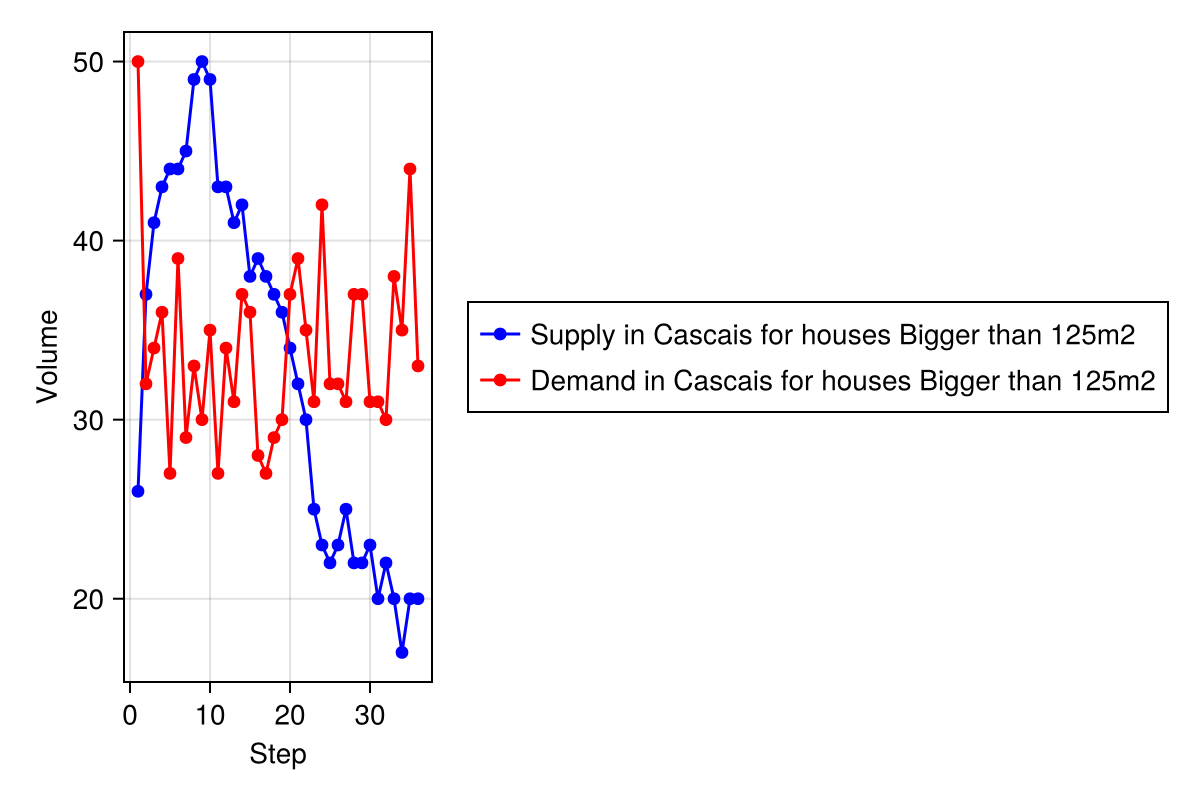 50
40
30
20
Volume
0 10 20 30
Step
Supply in Cascais for houses Bigger than 125m2
Demand in Cascais for houses Bigger than 125m2